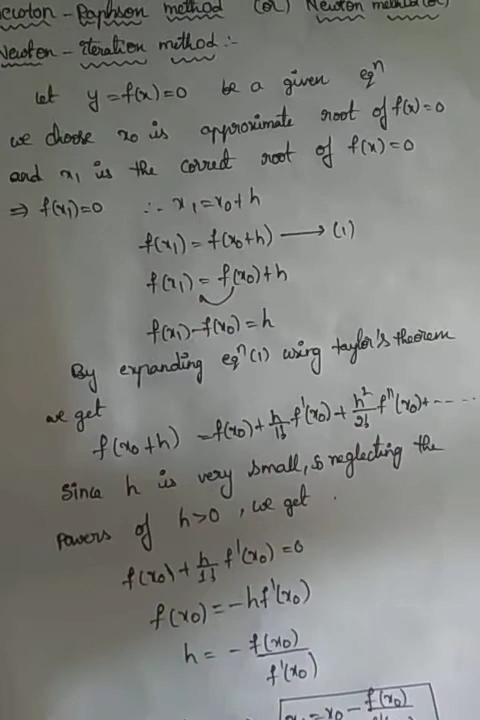 Newton - Raphson method (or) Newton method (or)
Newton - iteration method :-
Let y = f(x) = 0 be a given eqⁿ
we choose x₀ is approximate root of f(x) = 0
and x₁ is the correct root of f(x) = 0
⇒ f(x₁) = 0 ∴ x₁ = x₀ + h
f(x₁) = f(x₀+h) ⟶ (1)
f(x₁) = f(x₀) + h
f(x₁) - f(x₀) = h
By expanding eqⁿ (1) using taylor's theorem
we get
f(x₀ + h) = f(x₀) + h/1! f'(x₀) + h²/2! f''(x₀) + - - - -
Since h is very small, so neglecting the
powers of h > 0, we get .
f(x₀) + h/1! f'(x₀) = 0
f(x₀) = -h f'(x₀)
h = - f(x₀)/f'(x₀)
x₁ = x₀ - f(x₀)